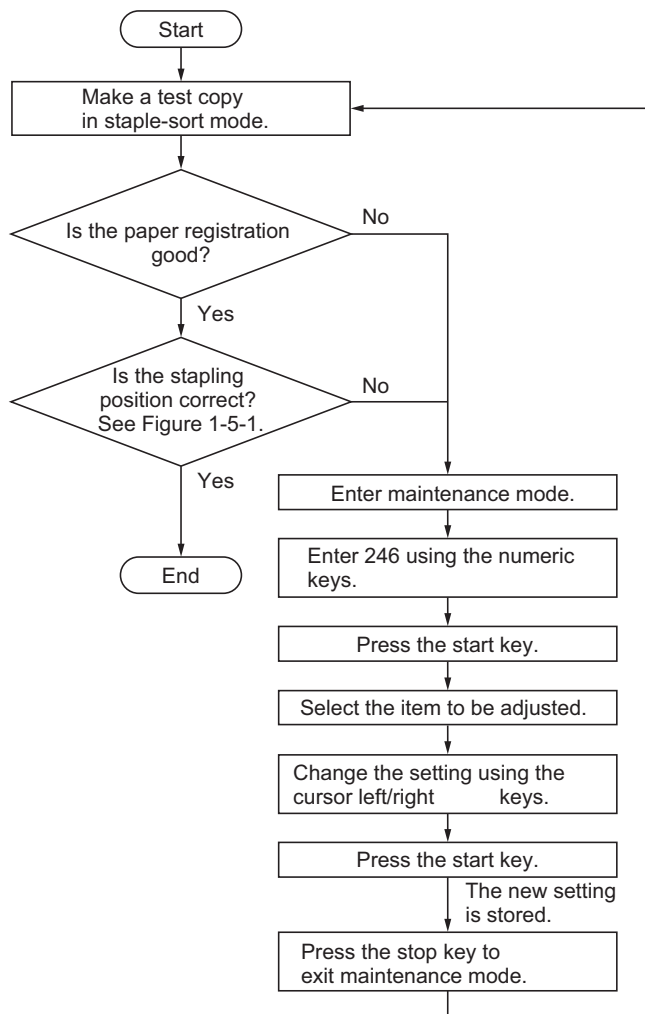 Start
Make a test copy
in staple-sort mode.
Is the paper registration
good?
No
Yes
Is the stapling
position correct?
See Figure 1-5-1.
No
Yes
End
Enter maintenance mode.
Enter 246 using the numeric
keys.
Press the start key.
Select the item to be adjusted.
Change the setting using the
cursor left/right keys.
Press the start key.
The new setting
is stored.
Press the stop key to
exit maintenance mode.